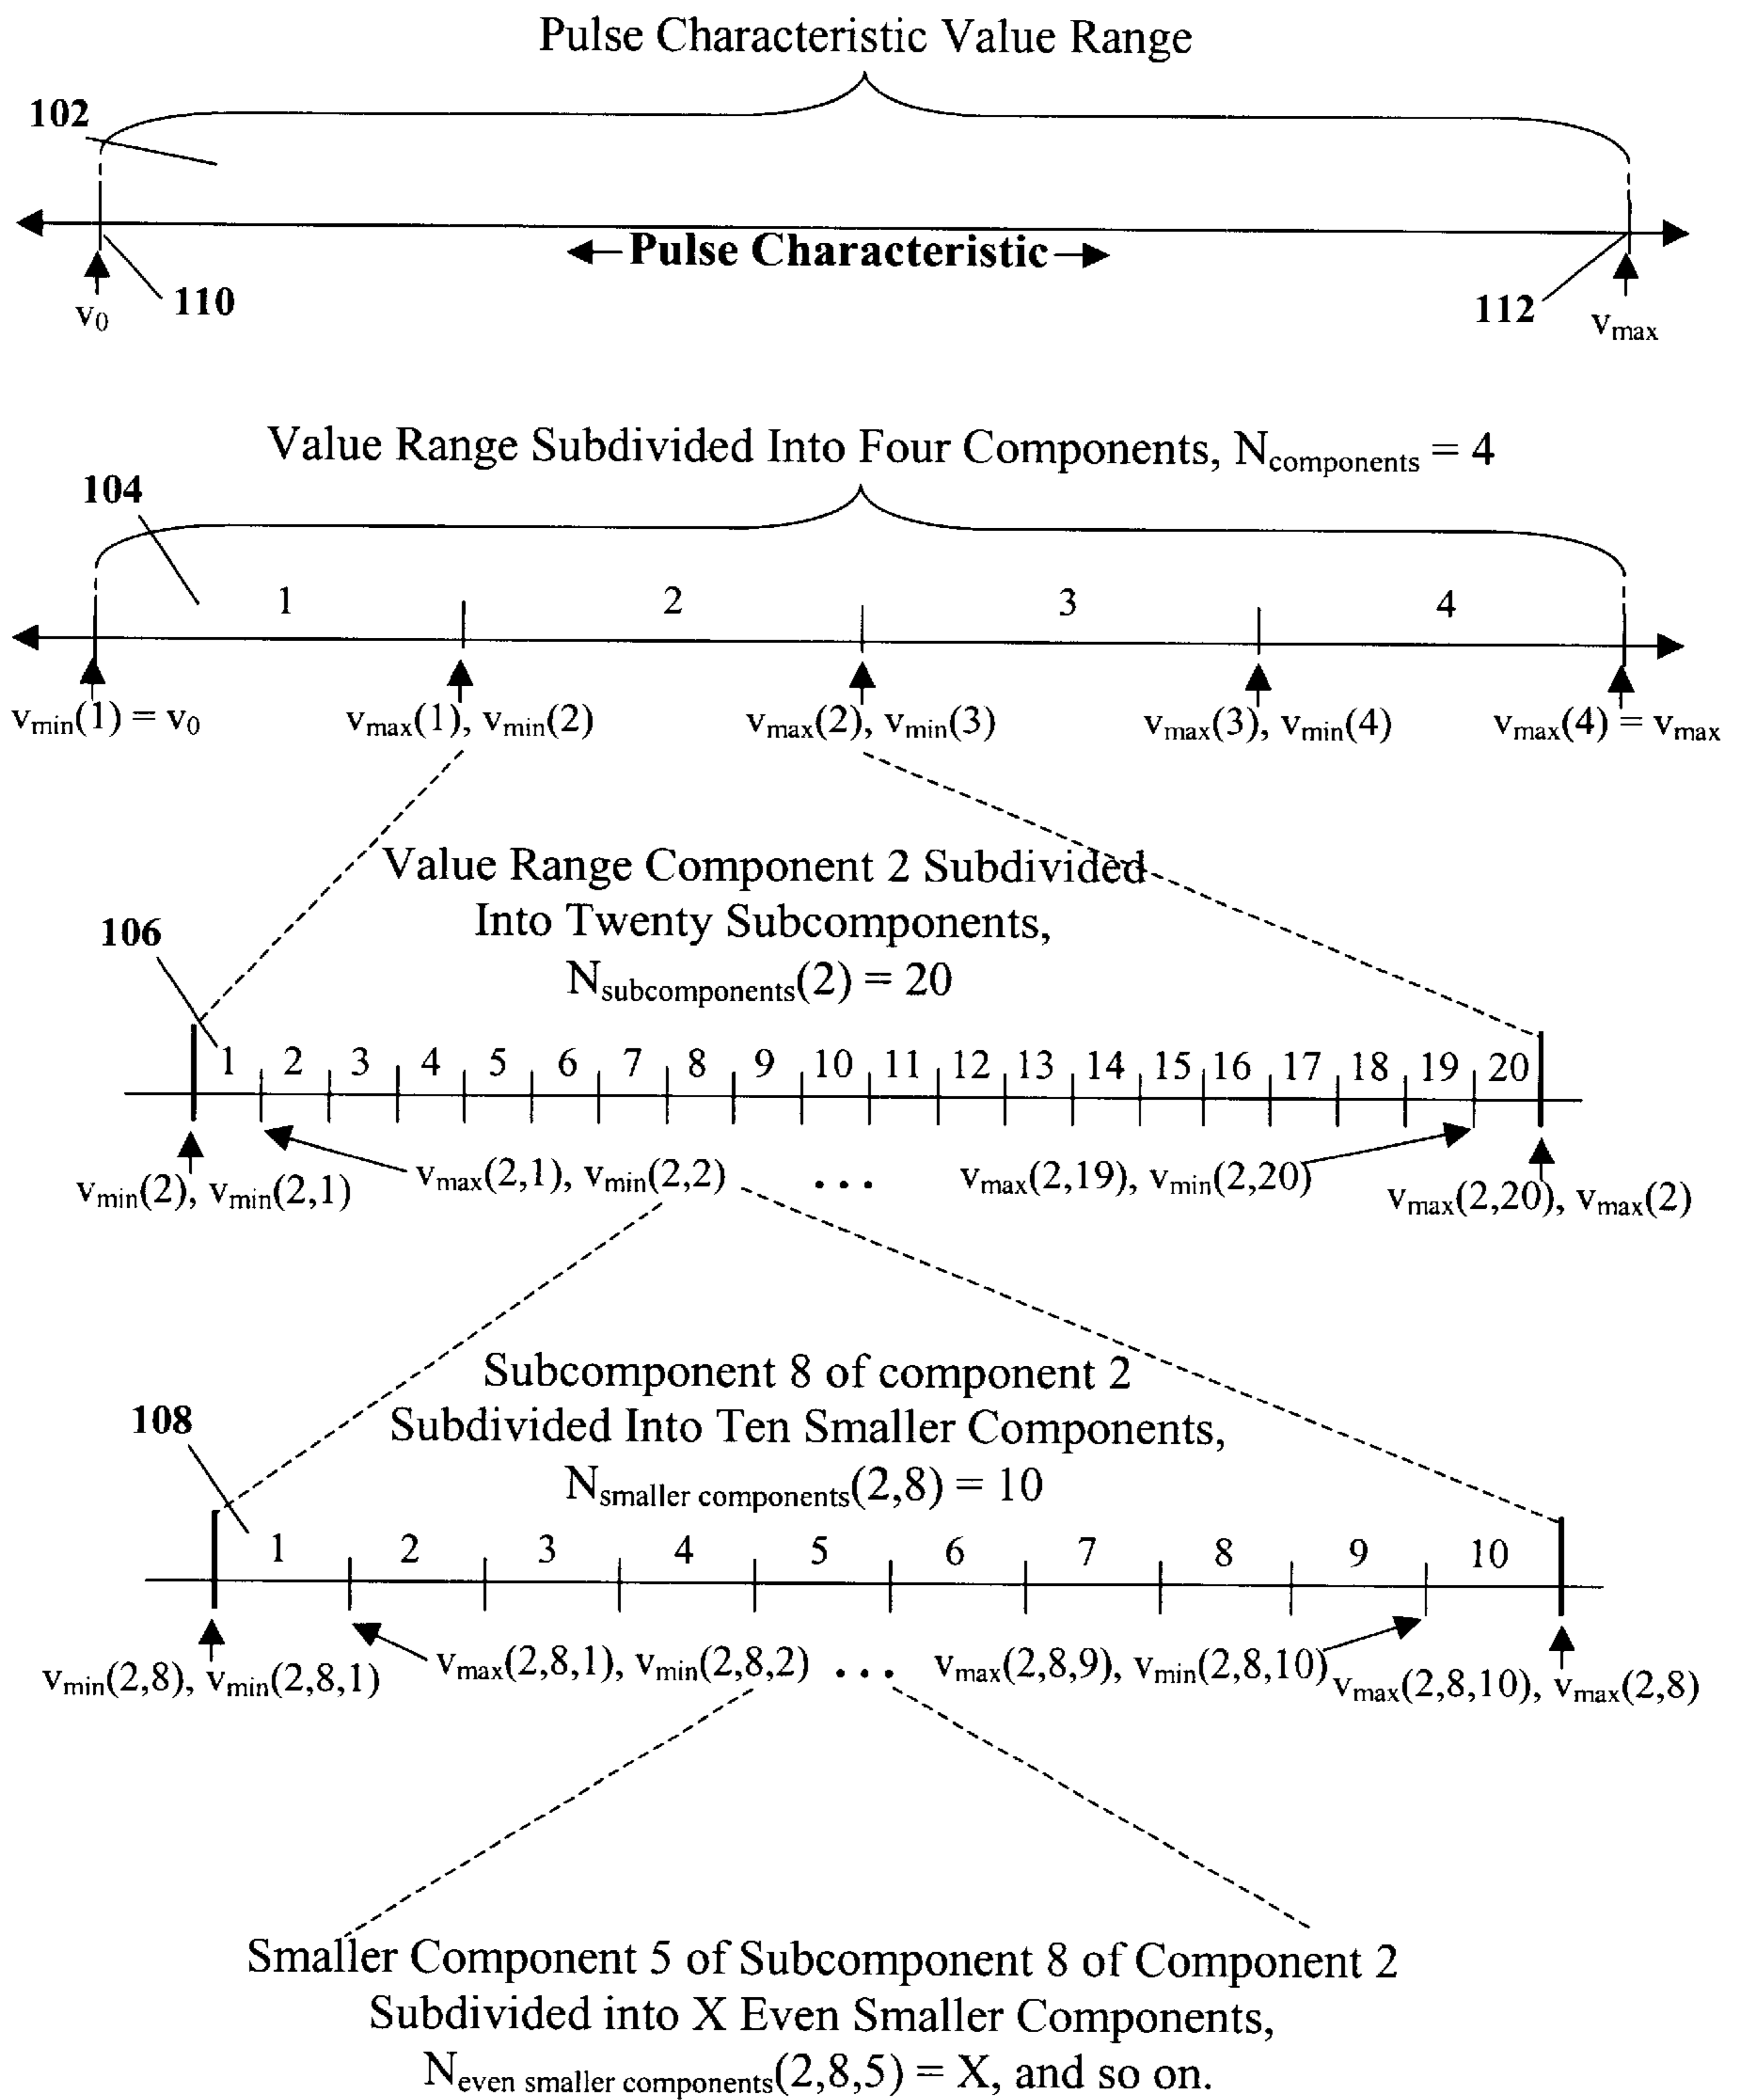 Pulse Characteristic Value Range
102
Pulse Characteristic
110
112
v0
vmax
Value Range Subdivided Into Four Components, Ncomponents = 4
104
1 2 3 4
vmin(1) = v0 vmax(1), vmin(2) vmax(2), vmin(3) vmax(3), vmin(4) vmax(4) = vmax
Value Range Component 2 Subdivided
Into Twenty Subcomponents,
Nsubcomponents(2) = 20
106
1 2 3 4 5 6 7 8 9 10 11 12 13 14 15 16 17 18 19 20
vmin(2), vmin(2,1) vmax(2,1), vmin(2,2) ... vmax(2,19), vmin(2,20) vmax(2,20), vmax(2)
Subcomponent 8 of component 2
Subdivided Into Ten Smaller Components,
Nsmaller components(2,8) = 10
108
1 2 3 4 5 6 7 8 9 10
vmin(2,8), vmin(2,8,1) vmax(2,8,1), vmin(2,8,2) ... vmax(2,8,9), vmin(2,8,10) vmax(2,8,10), vmax(2,8)
Smaller Component 5 of Subcomponent 8 of Component 2
Subdivided into X Even Smaller Components,
Neven smaller components(2,8,5) = X, and so on.